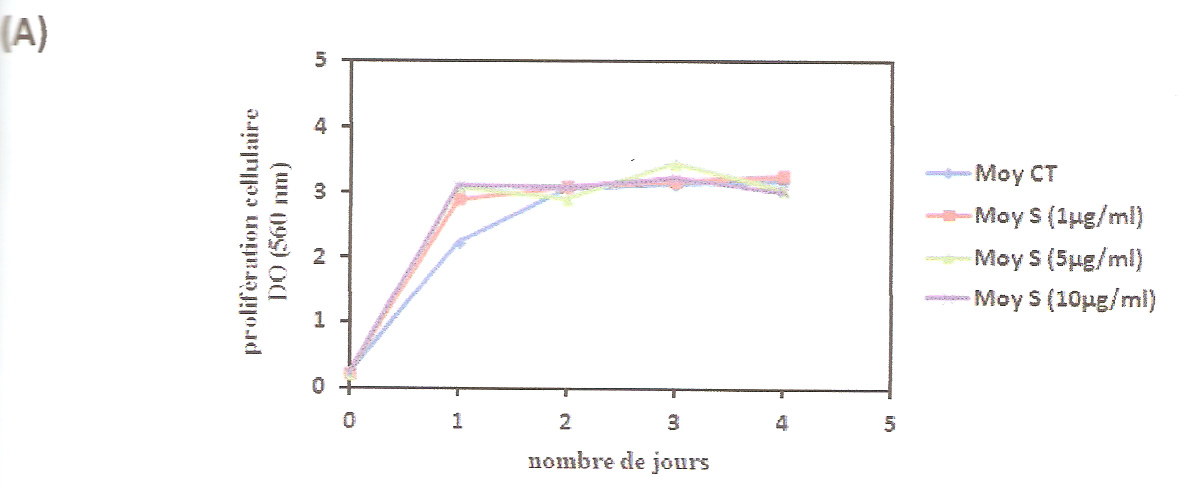 (A)
5
4
3
2
1
0
prolifération cellulaire
DO (560 nm)
0 1 2 3 4 5
nombre de jours
Moy CT
Moy S (1µg/ml)
Moy S (5µg/ml)
Moy S (10µg/ml)